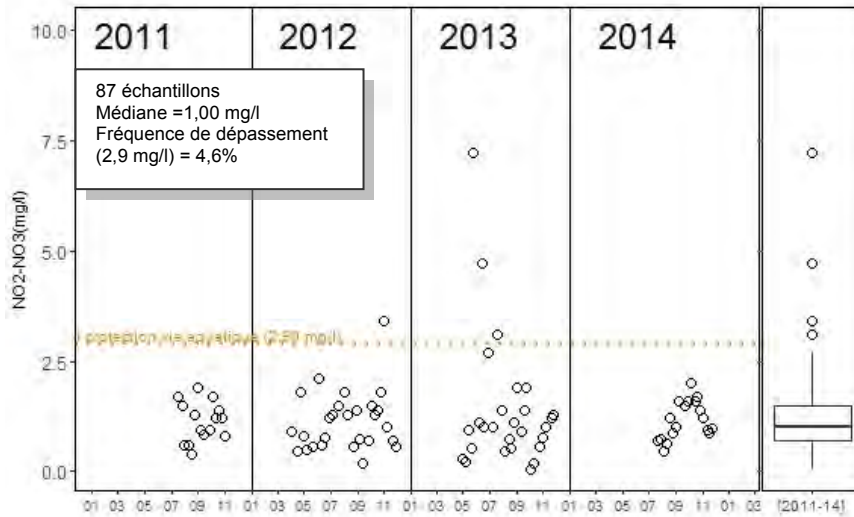 10.0
2011 2012 2013 2014
87 échantillons
Médiane =1,00 mg/l
Fréquence de dépassement
(2,9 mg/l) = 4,6%
7.5
NO2-NO3(mg/l)
5.0
protection vie aquatique (2.90 mg/l)
2.5
0.0
01 03 05 07 09 11 01 03 05 07 09 11 01 03 05 07 09 11 01 03 05 07 09 11 01 03 [2011-14]